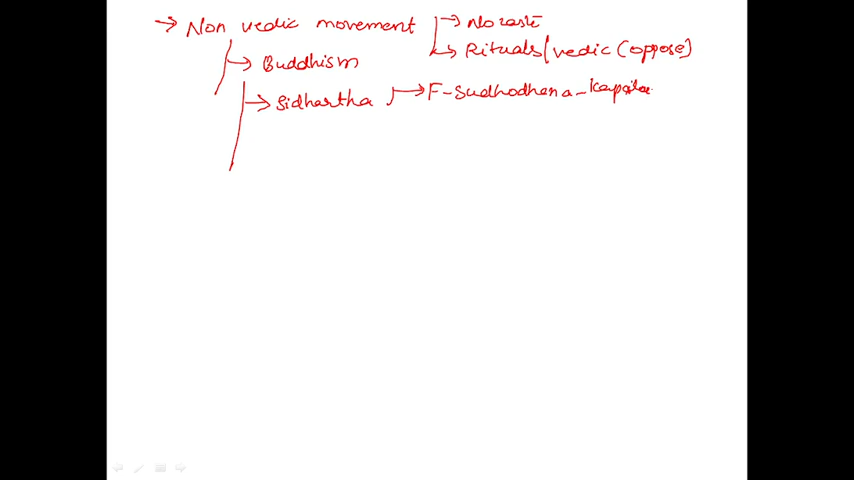 → Non vedic movement → No caste
→ Rituals/vedic (oppose)
→ Buddhism
→ Sidhartha → F - Sudhodhana - Kapila